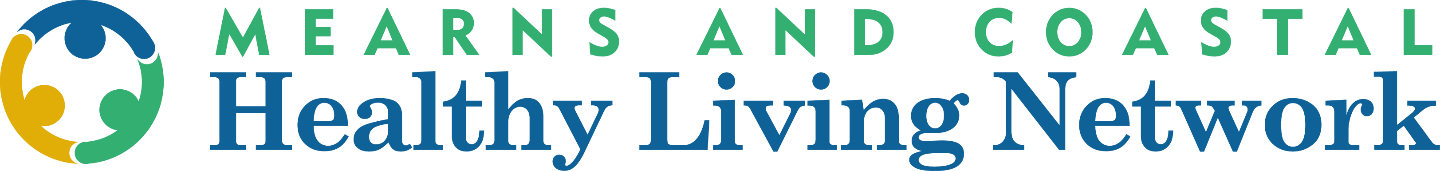 MEARNS AND COASTAL
Healthy Living Network